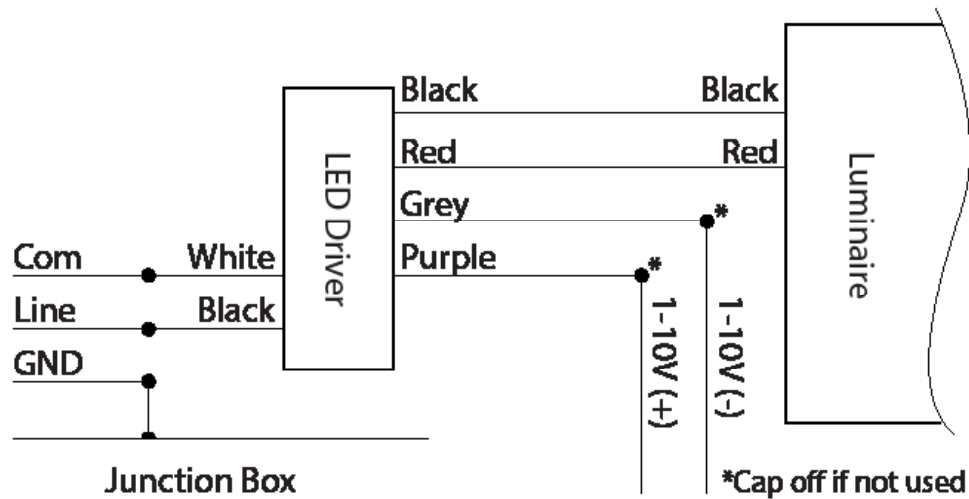 Black
Black
Red
Red
LED Driver
Luminaire
Grey
*
Com
White
Purple
*
Line
Black
1-10V (+)
1-10V (-)
GND
Junction Box
*Cap off if not used